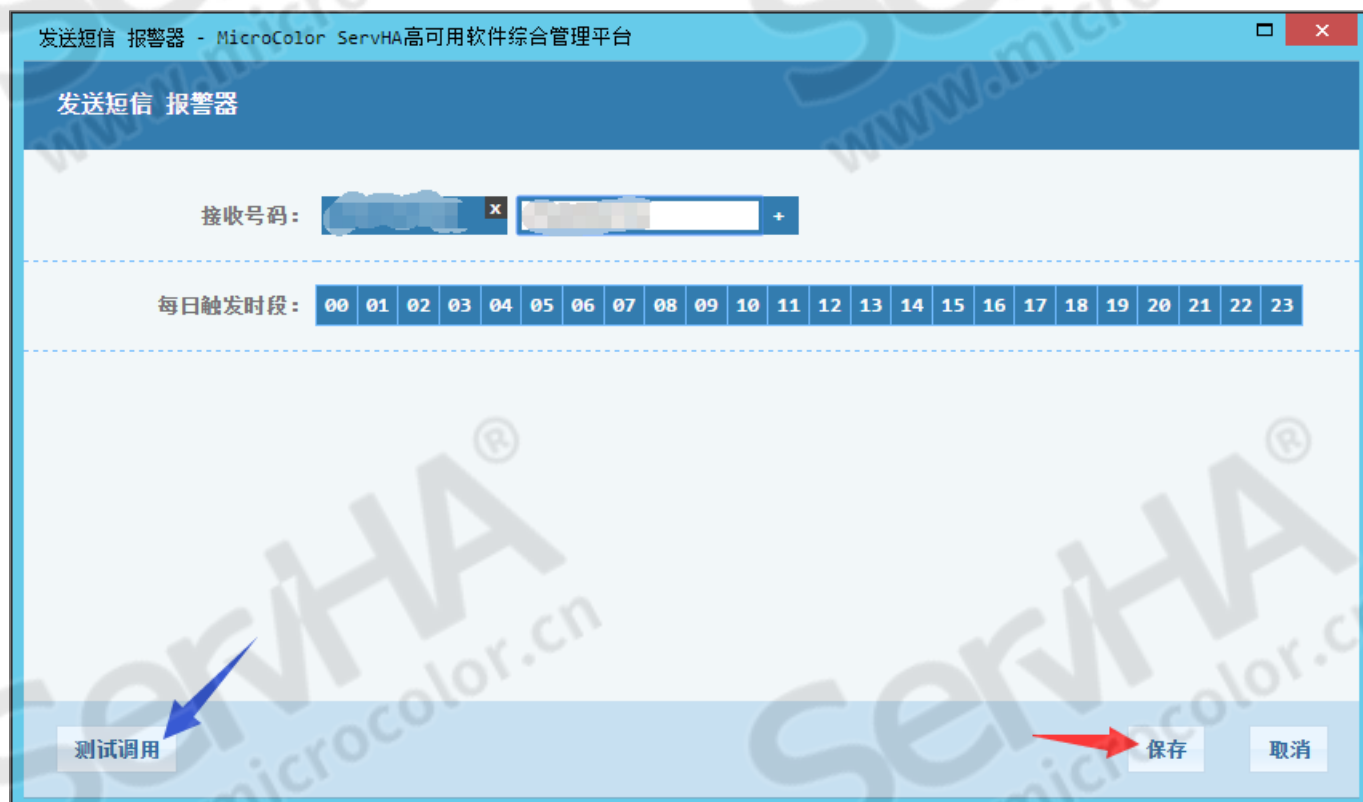 发送短信 报警器 - MicroColor ServHA高可用软件综合管理平台
发送短信 报警器
接收号码： x +
每日触发时段： 00 01 02 03 04 05 06 07 08 09 10 11 12 13 14 15 16 17 18 19 20 21 22 23
ServHA®
ServHA®
测试调用 保存 取消